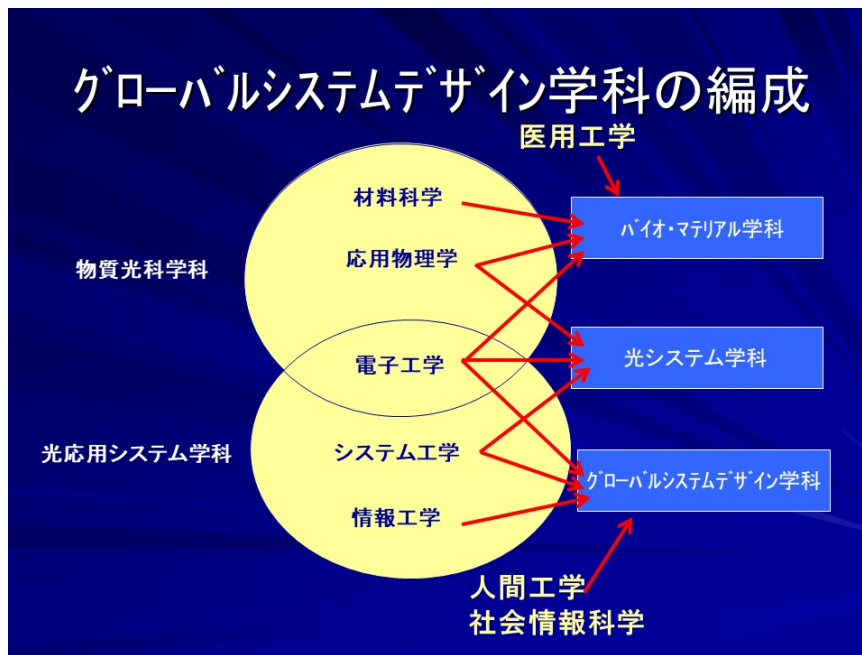 グローバルシステムデザイン学科の編成
医用工学
材料科学
バイオ・マテリアル学科
応用物理学
物質光科学科
電子工学
光システム学科
光応用システム学科
システム工学
グローバルシステムデザイン学科
情報工学
人間工学
社会情報科学